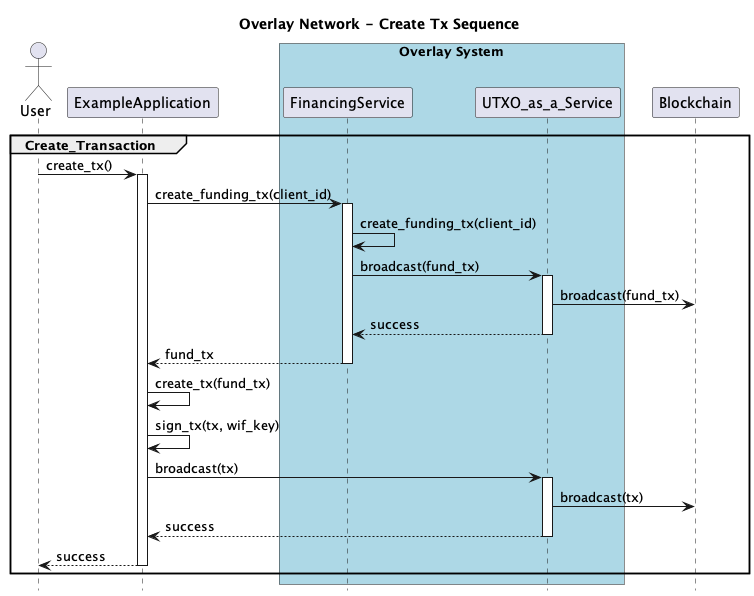 Overlay Network – Create Tx Sequence
Overlay System
User
ExampleApplication
FinancingService
UTXO_as_a_Service
Blockchain
Create_Transaction
create_tx()
create_funding_tx(client_id)
create_funding_tx(client_id)
broadcast(fund_tx)
broadcast(fund_tx)
success
fund_tx
create_tx(fund_tx)
sign_tx(tx, wif_key)
broadcast(tx)
broadcast(tx)
success
success